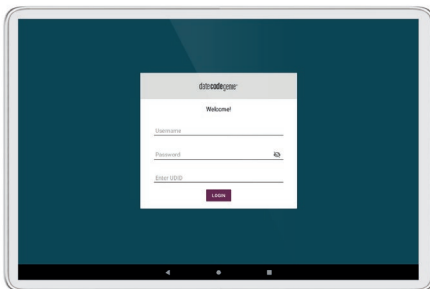 datecodegenie
Welcome!
Username
Password
Enter UDID
LOGIN